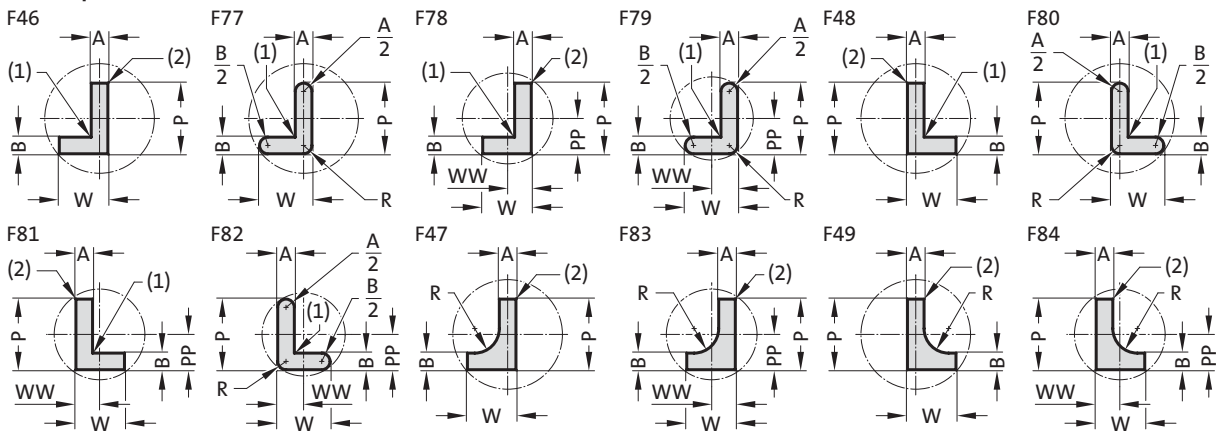 F46
A
(2)
(1)
B
P
W
F77
B/2
(1)
A
A/2
B
P
W
R
F78
A
(2)
(1)
B
PP
P
WW
W
F79
B/2
(1)
A
A/2
B
PP
P
WW
W
R
F48
A
(2)
(1)
P
B
W
F80
A/2
A
(1)
B/2
P
B
R
W
F81
A
(2)
(1)
P
B
PP
WW
W
F82
A
A/2
(1)
B/2
P
B
PP
R
WW
W
F47
A
(2)
R
B
P
W
F83
A
(2)
R
B
PP
P
WW
W
F49
A
(2)
R
P
B
W
F84
A
(2)
R
P
B
PP
WW
W